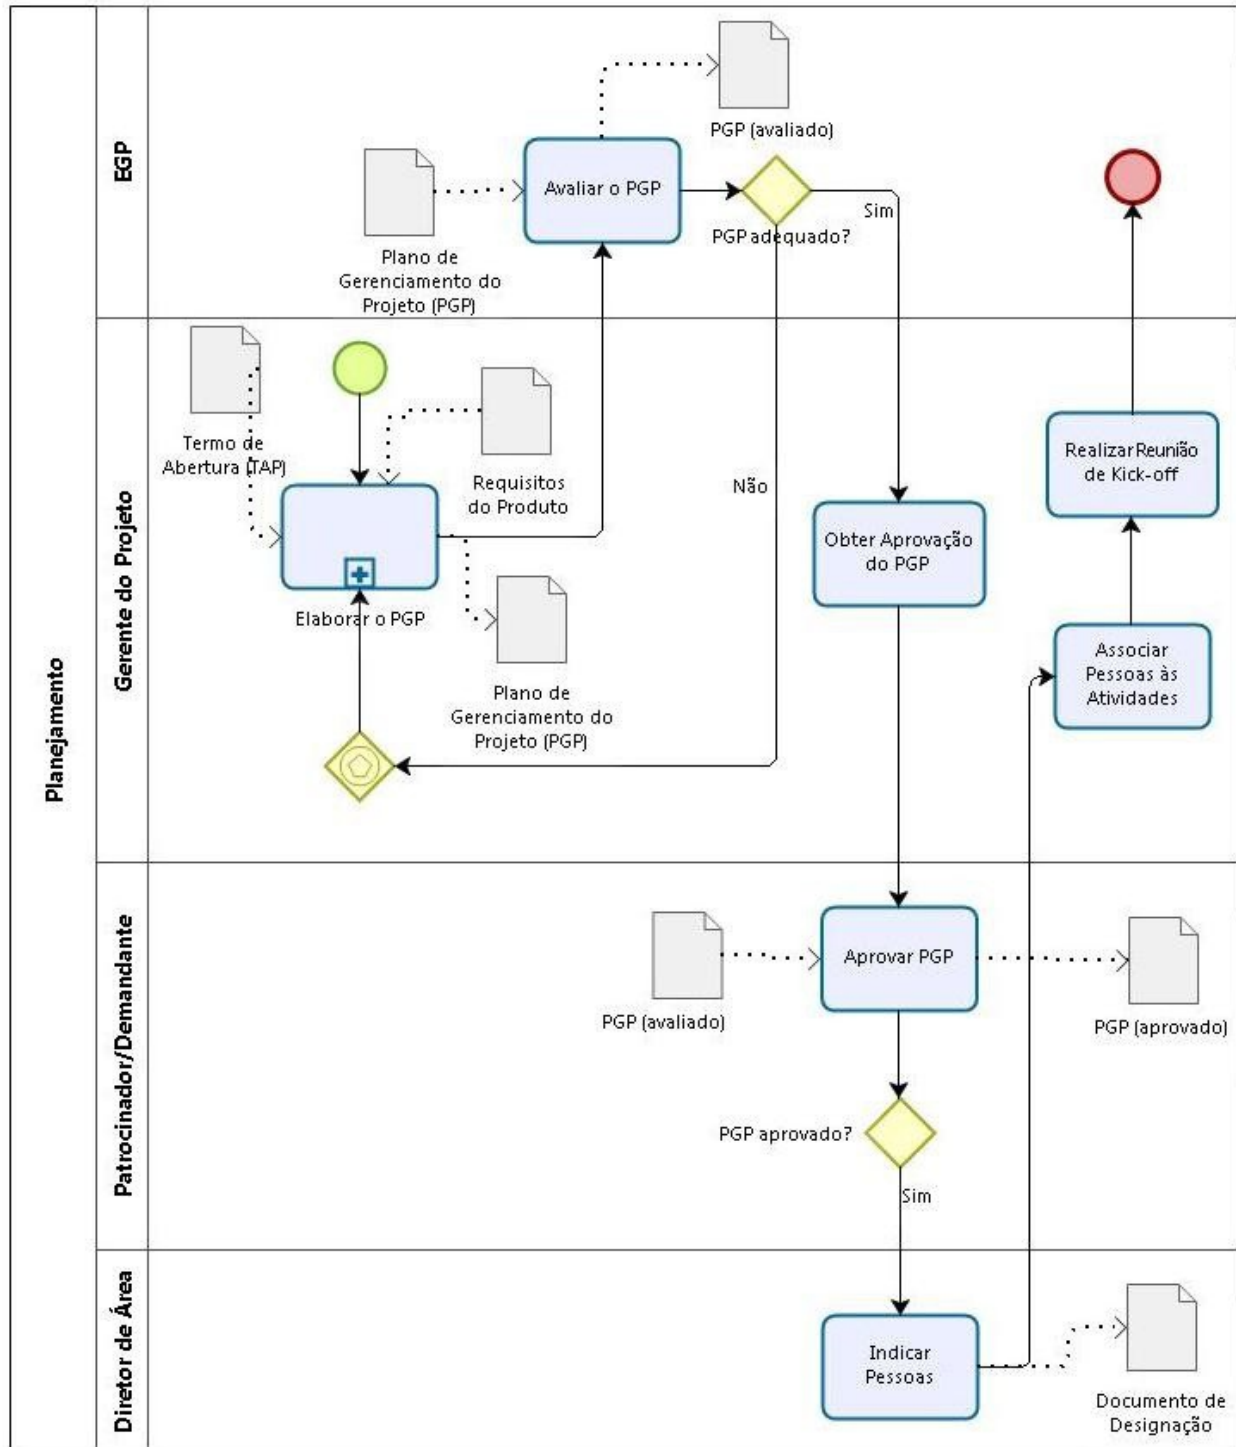 Planejamento
EGP
PGP (avaliado)
Avaliar o PGP
PGP adequado?
Sim
Plano de
Gerenciamento do
Projeto (PGP)
Gerente do Projeto
Termo de
Abertura (TAP)
Requisitos
do Produto
Elaborar o PGP
Plano de
Gerenciamento do
Projeto (PGP)
Não
Obter Aprovação
do PGP
Realizar Reunião
de Kick-off
Associar
Pessoas às
Atividades
Patrocinador/Demandante
PGP (avaliado)
Aprovar PGP
PGP (aprovado)
PGP aprovado?
Sim
Diretor de Área
Indicar
Pessoas
Documento de
Designação